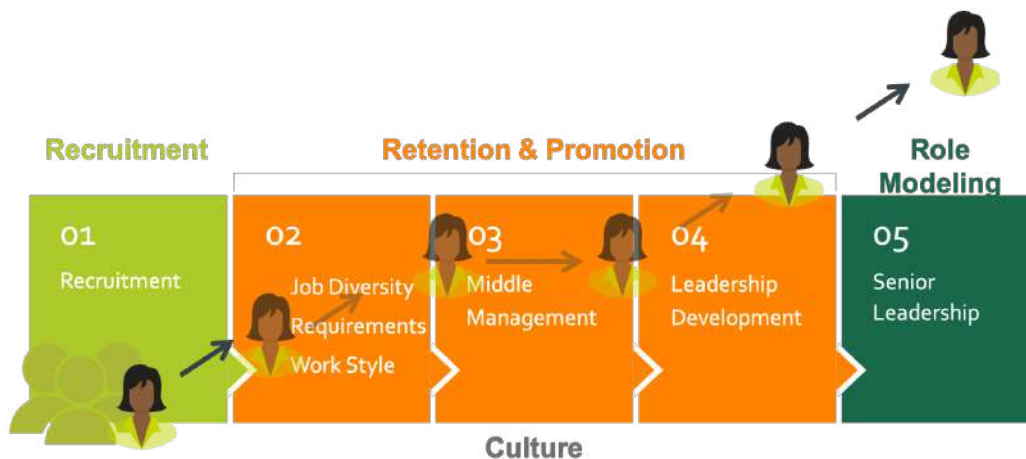 Recruitment
Retention & Promotion
Role
Modeling
01
Recruitment
02
Job Diversity
Requirements
Work Style
03
Middle
Management
04
Leadership
Development
05
Senior
Leadership
Culture